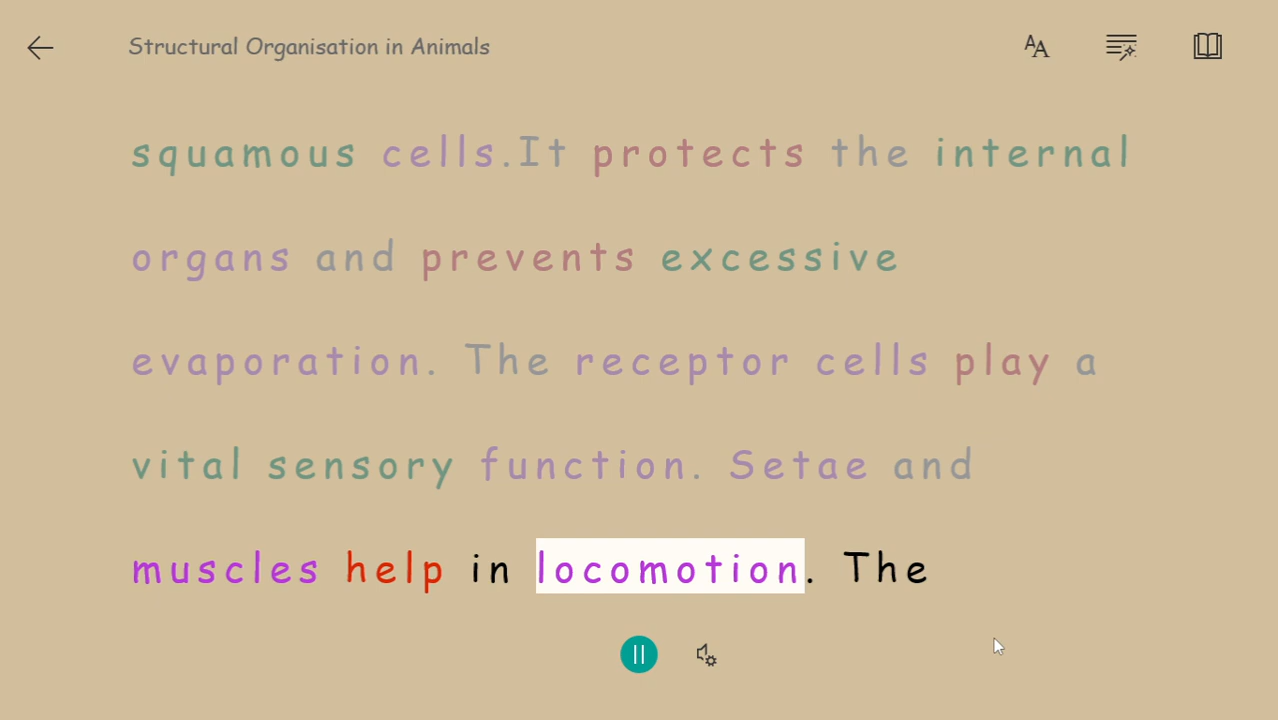 Structural Organisation in Animals
squamous cells.It protects the internal
organs and prevents excessive
evaporation. The receptor cells play a
vital sensory function. Setae and
muscles help in locomotion. The